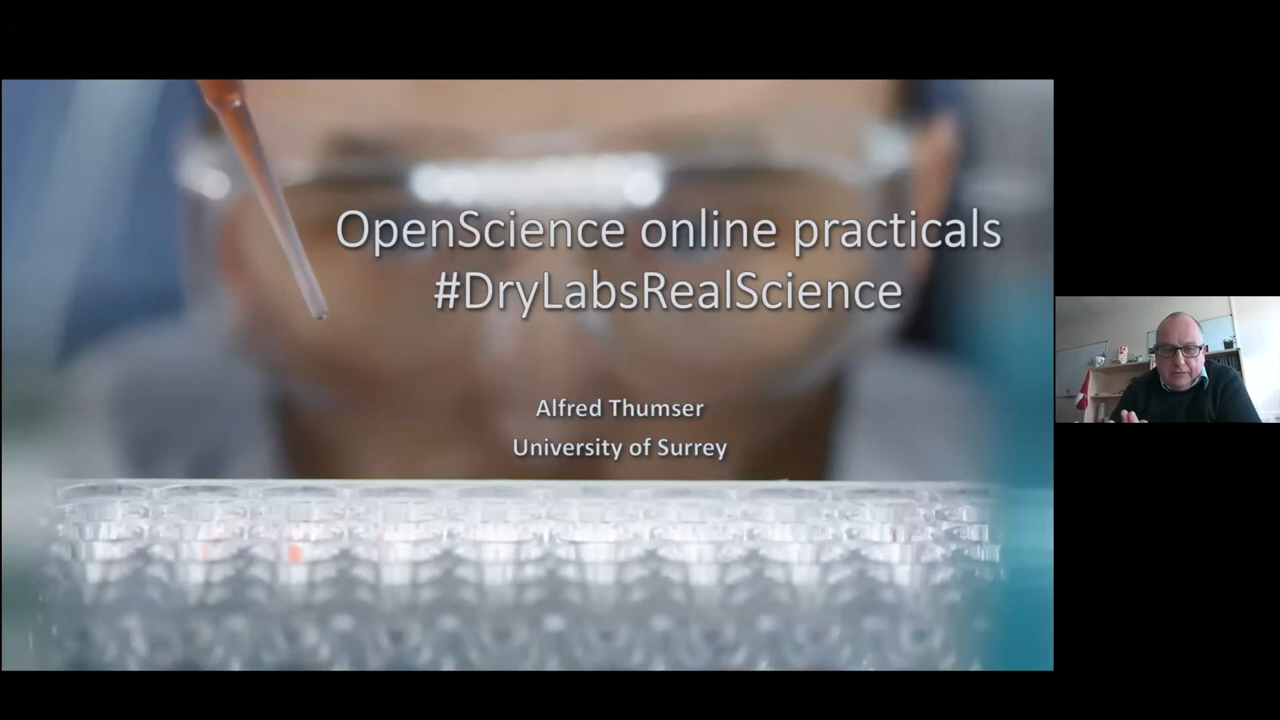 OpenScience online practicals
#DryLabsRealScience
Alfred Thumser
University of Surrey